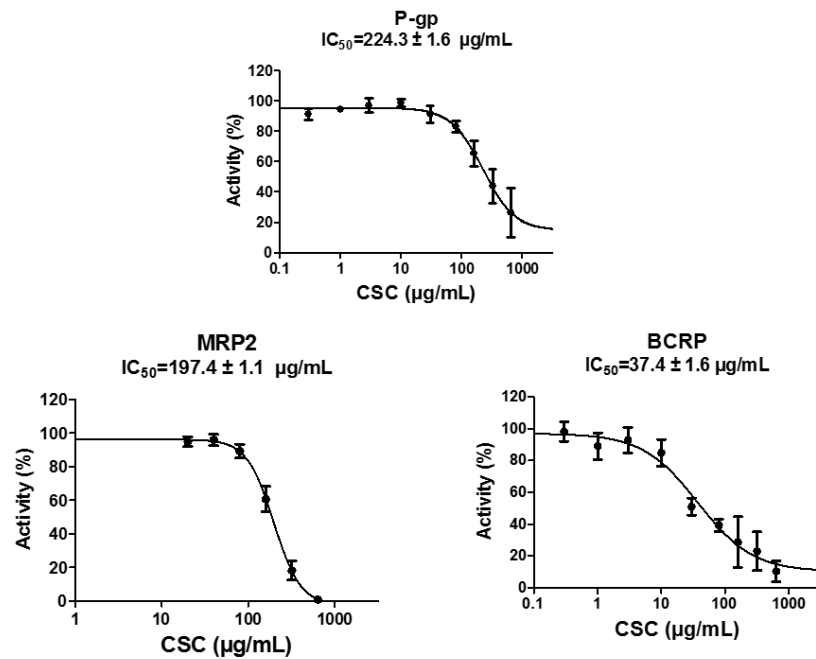 P-gp
IC₅₀=224.3 ± 1.6 µg/mL
120
100
80
60
40
20
0
Activity (%)
0.1 1 10 100 1000
CSC (µg/mL)
MRP2
IC₅₀=197.4 ± 1.1 µg/mL
120
100
80
60
40
20
0
Activity (%)
1 10 100 1000
CSC (µg/mL)
BCRP
IC₅₀=37.4 ± 1.6 µg/mL
120
100
80
60
40
20
0
Activity (%)
0.1 1 10 100 1000
CSC (µg/mL)